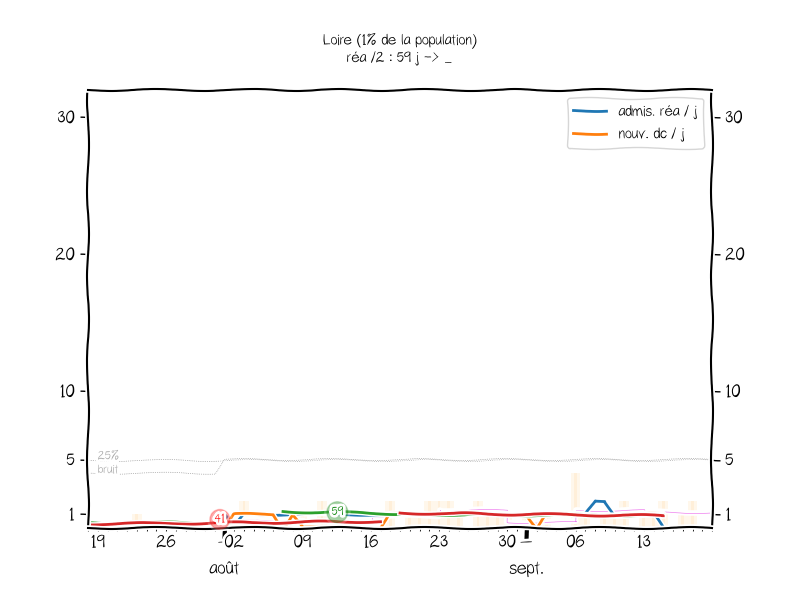 Loire (1% de la population)
réa /2 : 59 j -> _
30
30
admis. réa / j
nouv. dc / j
20
20
10
10
25%
bruit
5
5
1
41
59
1
19 26 02 09 16 23 30 06 13
août
sept.